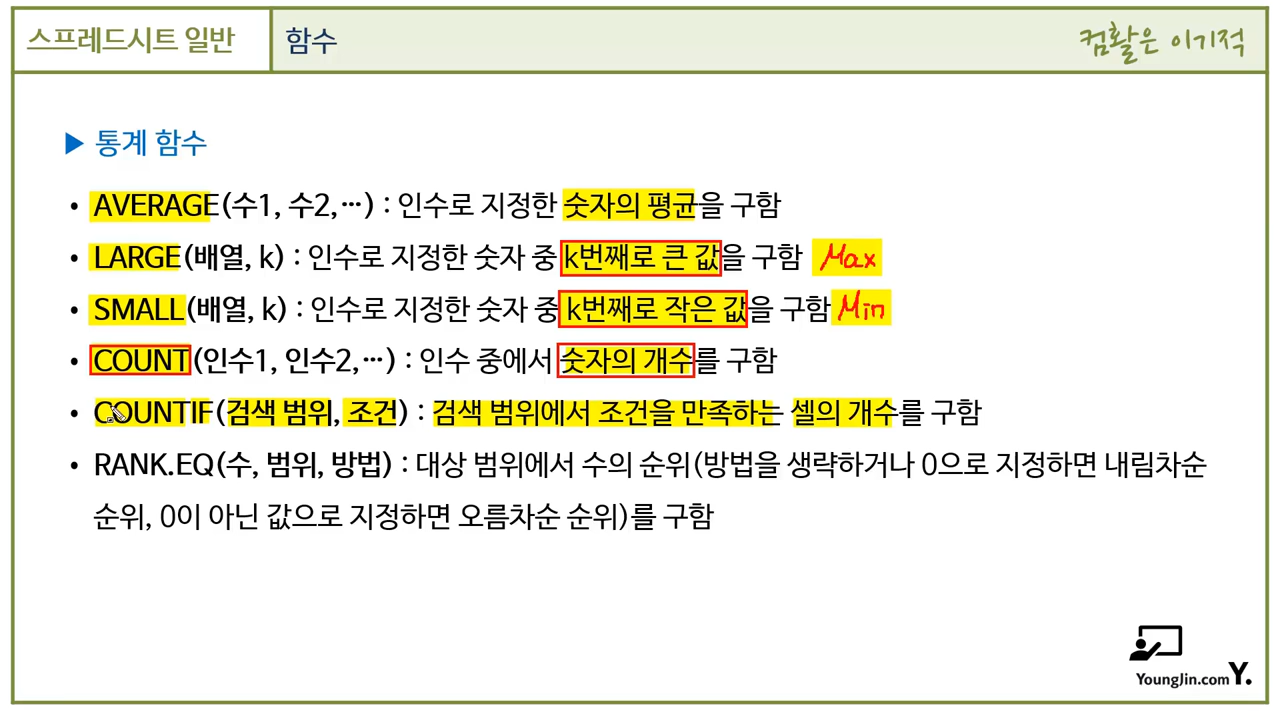 스프레드시트 일반
함수
컴활은 이기적
▶ 통계 함수
• AVERAGE(수1, 수2,…) : 인수로 지정한 숫자의 평균을 구함
• LARGE(배열, k) : 인수로 지정한 숫자 중 k번째로 큰 값을 구함 Max
• SMALL(배열, k) : 인수로 지정한 숫자 중 k번째로 작은 값을 구함 Min
• COUNT(인수1, 인수2,…) : 인수 중에서 숫자의 개수를 구함
• COUNTIF(검색 범위, 조건) : 검색 범위에서 조건을 만족하는 셀의 개수를 구함
• RANK.EQ(수, 범위, 방법) : 대상 범위에서 수의 순위(방법을 생략하거나 0으로 지정하면 내림차순
순위, 0이 아닌 값으로 지정하면 오름차순 순위)를 구함
YoungJin.com Y.